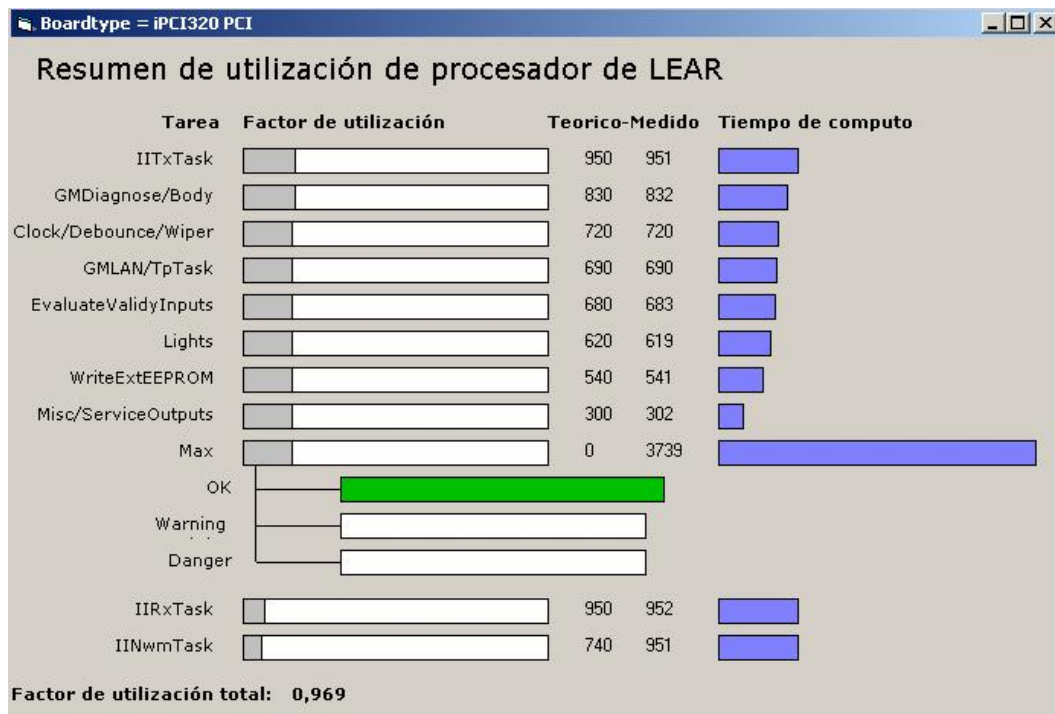 Boardtype = iPCI320 PCI
Resumen de utilización de procesador de LEAR
Tarea Factor de utilización Teorico-Medido Tiempo de computo
IITxTask 950 951
GMDiagnose/Body 830 832
Clock/Debounce/Wiper 720 720
GMLAN/TpTask 690 690
EvaluateValidyInputs 680 683
Lights 620 619
WriteExtEEPROM 540 541
Misc/ServiceOutputs 300 302
Max 0 3739
OK
Warning
Danger
IIRxTask 950 952
IINwmTask 740 951
Factor de utilización total: 0,969